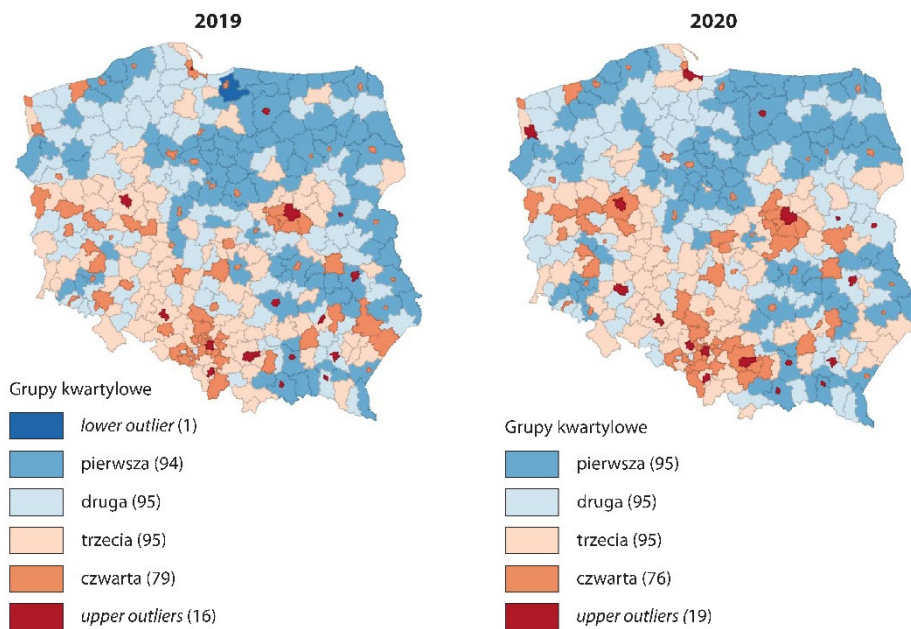 2019
Grupy kwartylowe
lower outlier (1)
pierwsza (94)
druga (95)
trzecia (95)
czwarta (79)
upper outliers (16)
2020
Grupy kwartylowe
pierwsza (95)
druga (95)
trzecia (95)
czwarta (76)
upper outliers (19)